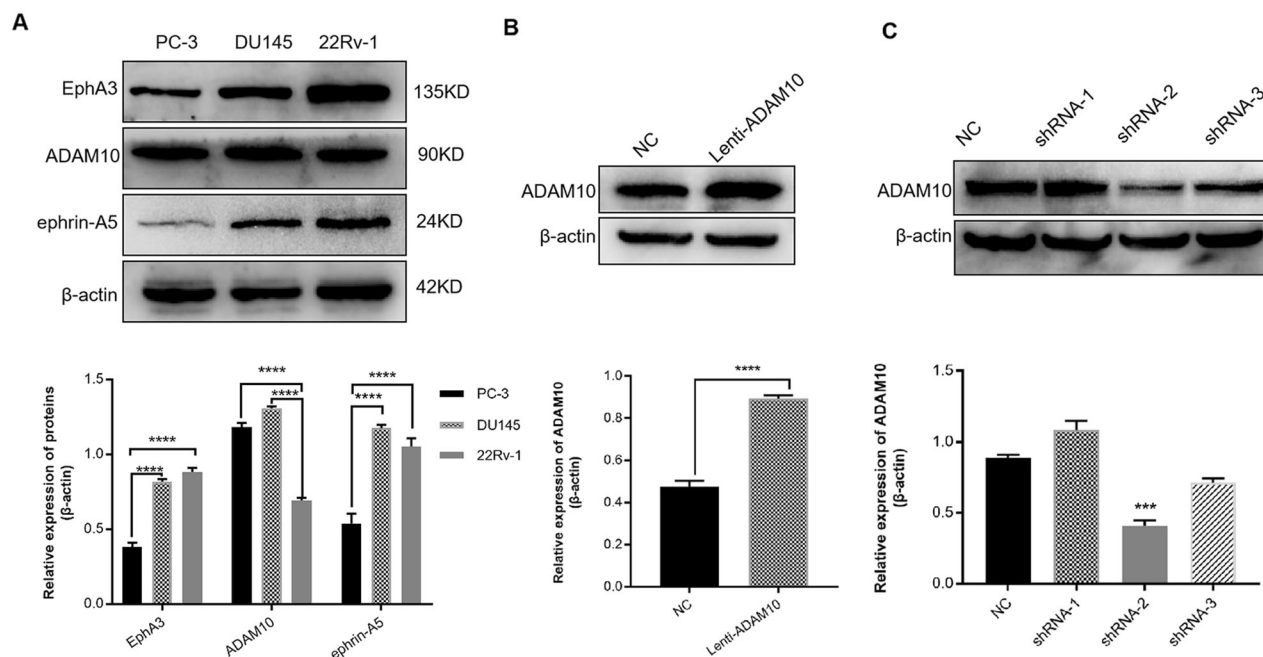 A
PC-3 DU145 22Rv-1
EphA3 135KD
ADAM10 90KD
ephrin-A5 24KD
β-actin 42KD
Relative expression of proteins
(β-actin)
1.5
1.0
0.5
0.0
**** **** **** **** **** ****
EphA3 ADAM10 ephrin-A5
PC-3
DU145
22Rv-1
B
NC Lenti-ADAM10
ADAM10
β-actin
Relative expression of ADAM10
(β-actin)
1.0
0.8
0.6
0.4
0.2
0.0
****
NC Lenti-ADAM10
C
NC shRNA-1 shRNA-2 shRNA-3
ADAM10
β-actin
Relative expression of ADAM10
(β-actin)
1.5
1.0
0.5
0.0
***
NC shRNA-1 shRNA-2 shRNA-3